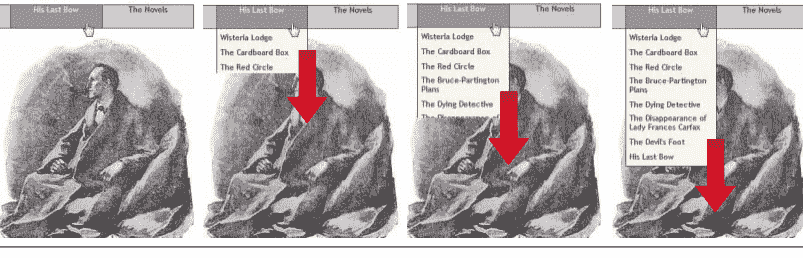 His Last Bow The Novels
His Last Bow The Novels
Wisteria Lodge
The Cardboard Box
The Red Circle
His Last Bow The Novels
Wisteria Lodge
The Cardboard Box
The Red Circle
The Bruce-Partington
Plans
The Dying Detective
The Disappearance of
His Last Bow The Novels
Wisteria Lodge
The Cardboard Box
The Red Circle
The Bruce-Partington
Plans
The Dying Detective
The Disappearance of
Lady Frances Carfax
The Devil's Foot
His Last Bow